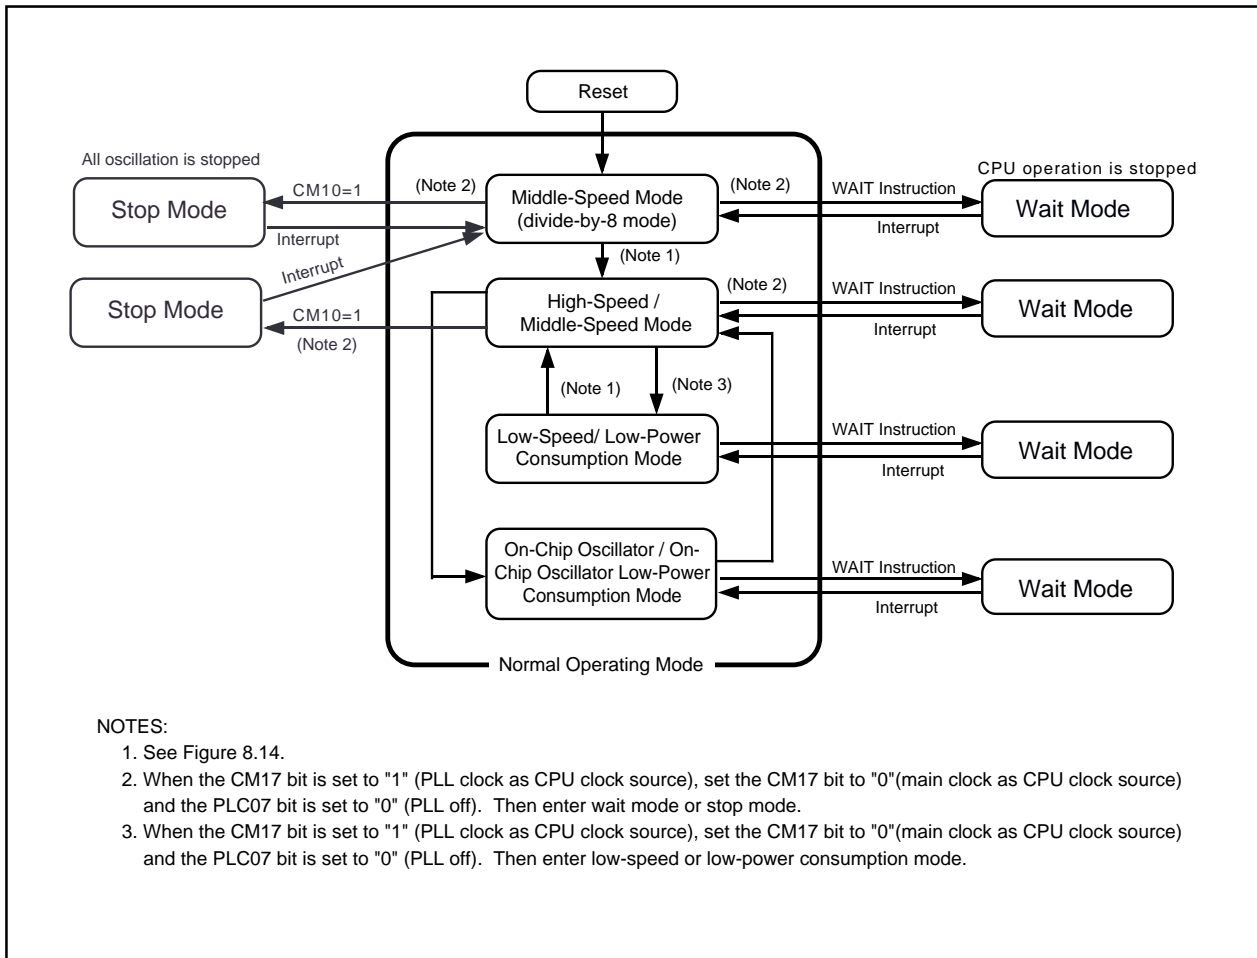 Reset
All oscillation is stopped
CPU operation is stopped
Stop Mode
CM10=1
(Note 2)
Middle-Speed Mode
(divide-by-8 mode)
(Note 2)
WAIT Instruction
Wait Mode
Interrupt
Interrupt
Interrupt
(Note 1)
Stop Mode
CM10=1
(Note 2)
High-Speed /
Middle-Speed Mode
(Note 2)
WAIT Instruction
Interrupt
Wait Mode
(Note 1)
(Note 3)
Low-Speed/ Low-Power
Consumption Mode
WAIT Instruction
Interrupt
Wait Mode
On-Chip Oscillator / On-
Chip Oscillator Low-Power
Consumption Mode
WAIT Instruction
Interrupt
Wait Mode
Normal Operating Mode
NOTES:
1. See Figure 8.14.
2. When the CM17 bit is set to "1" (PLL clock as CPU clock source), set the CM17 bit to "0"(main clock as CPU clock source)
and the PLC07 bit is set to "0" (PLL off).  Then enter wait mode or stop mode.
3. When the CM17 bit is set to "1" (PLL clock as CPU clock source), set the CM17 bit to "0"(main clock as CPU clock source)
and the PLC07 bit is set to "0" (PLL off).  Then enter low-speed or low-power consumption mode.